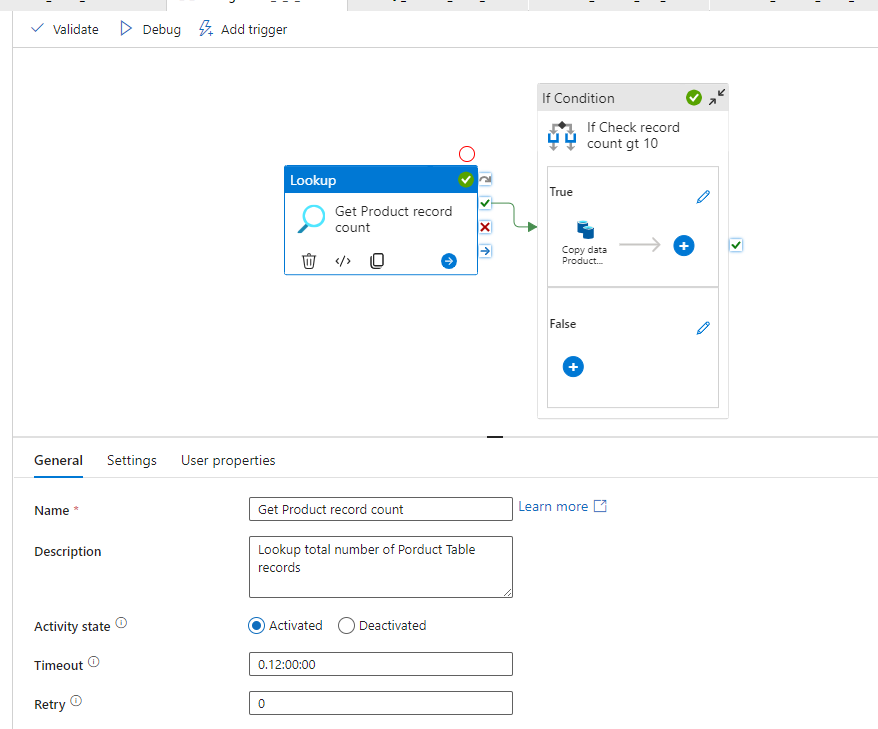 Validate Debug Add trigger
If Condition
If Check record
count gt 10
Lookup
Get Product record
count
True
Copy data
Product...
False
General Settings User properties
Name *
Get Product record count
Learn more
Description
Lookup total number of Porduct Table
records
Activity state
Activated Deactivated
Timeout
0.12:00:00
Retry
0